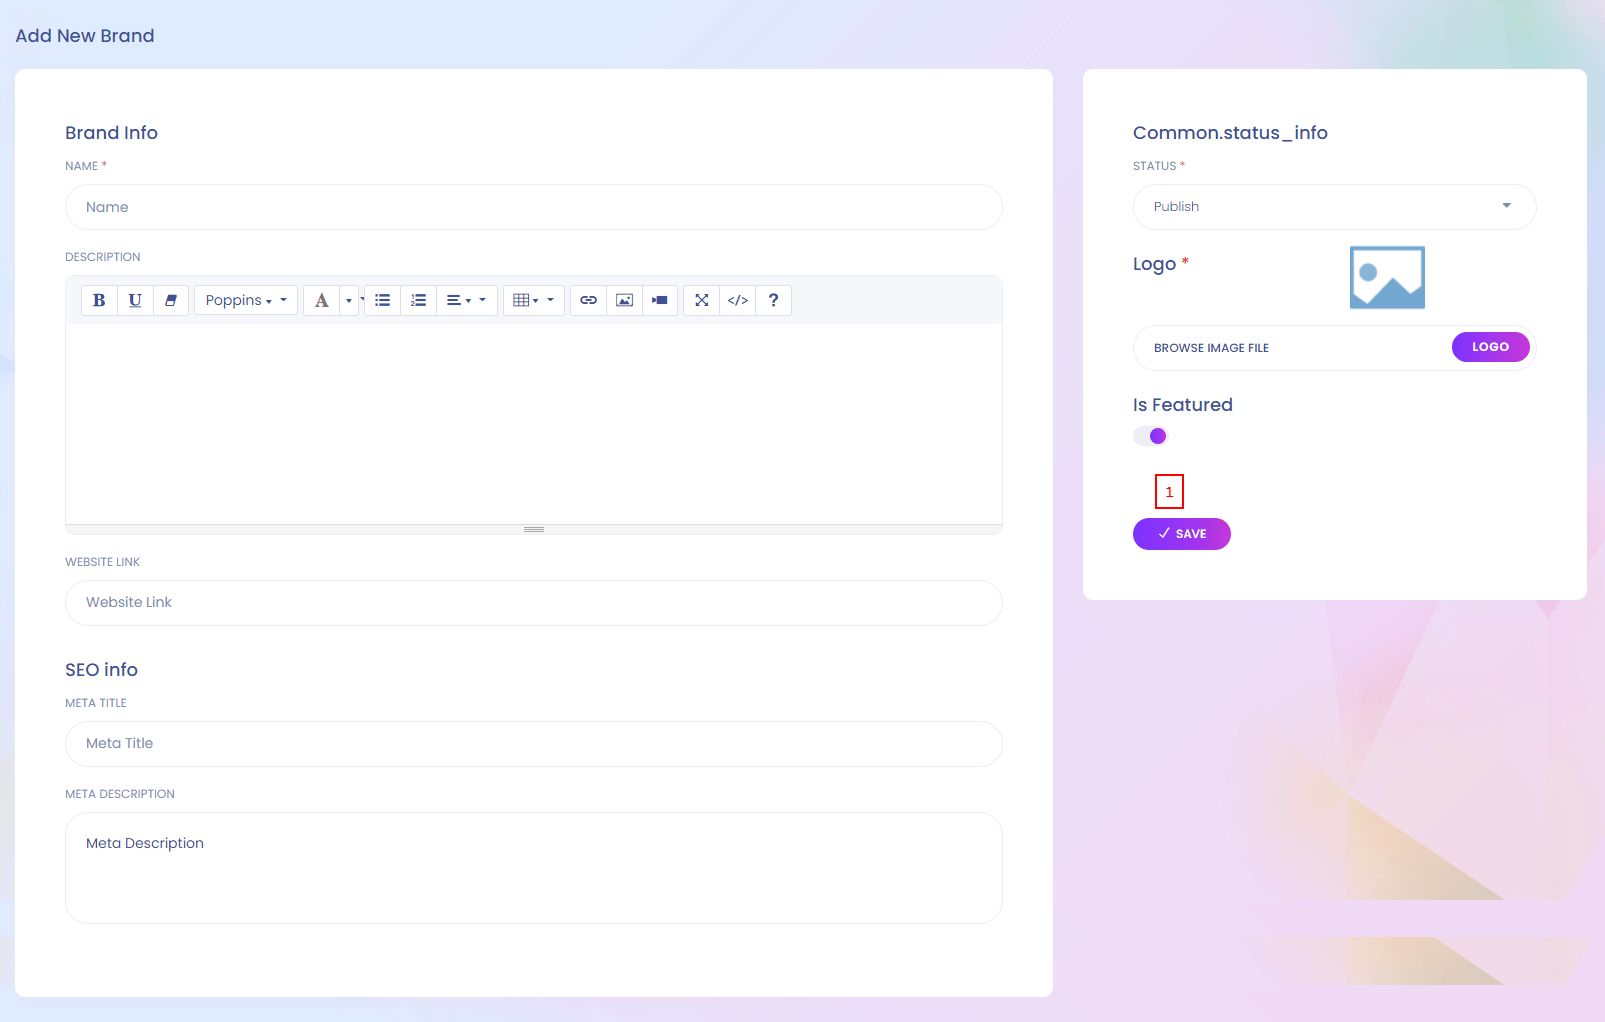 Add New Brand
Brand Info
NAME *
Name
DESCRIPTION
B U Poppins A </> ?
WEBSITE LINK
Website Link
SEO info
META TITLE
Meta Title
META DESCRIPTION
Meta Description
Common.status_info
STATUS *
Publish
Logo *
BROWSE IMAGE FILE LOGO
Is Featured
1
✓ SAVE